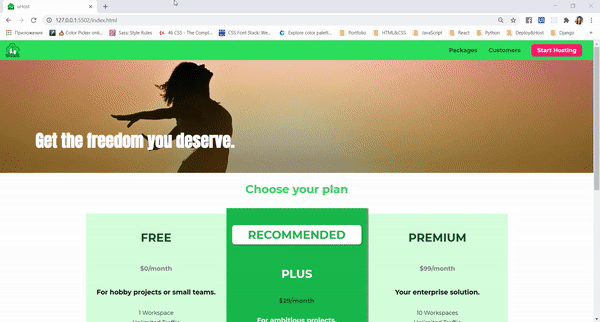 uHost
127.0.0.1:5502/index.html
Приложения
Color Picker onli...
Sass: Style Rules
46 CSS - The Compl...
CSS Font Stack: We...
Explore color palett...
Portfolio
HTML&CSS
JavaScript
React
Python
Deploy&Host
Django
Packages Customers Start Hosting
Get the freedom you deserve.
Choose your plan
FREE
$0/month
For hobby projects or small teams.
1 Workspace
Unlimited Traffic
RECOMMENDED
PLUS
$29/month
For ambitious projects.
PREMIUM
$99/month
Your enterprise solution.
10 Workspaces
Unlimited Traffic